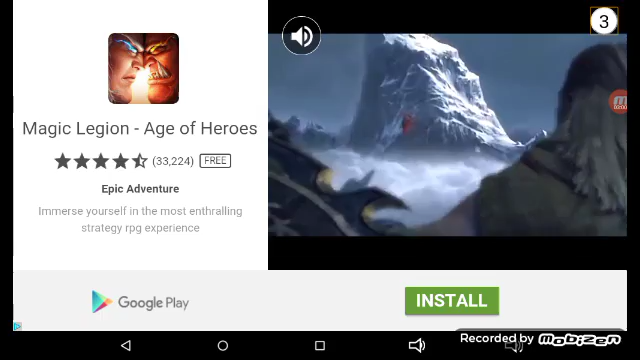 3
Magic Legion - Age of Heroes
(33,224) FREE
Epic Adventure
Immerse yourself in the most enthralling
strategy rpg experience
Google Play
INSTALL
Recorded by mobizen